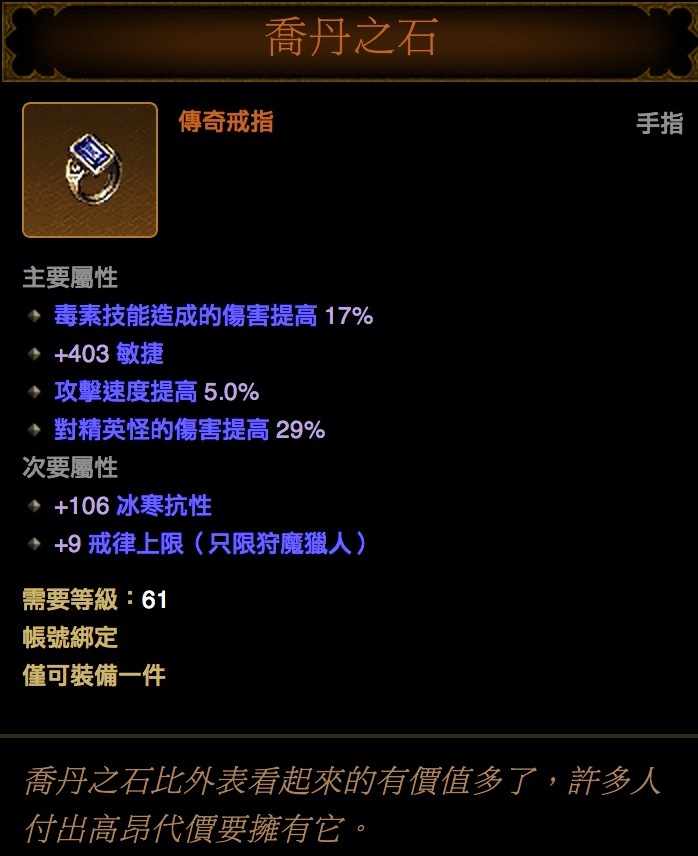 喬丹之石
傳奇戒指
手指
主要屬性
毒素技能造成的傷害提高 17%
+403 敏捷
攻擊速度提高 5.0%
對精英怪的傷害提高 29%
次要屬性
+106 冰寒抗性
+9 戒律上限（只限狩魔獵人）
需要等級：61
帳號綁定
僅可裝備一件
喬丹之石比外表看起來的有價值多了，許多人
付出高昂代價要擁有它。